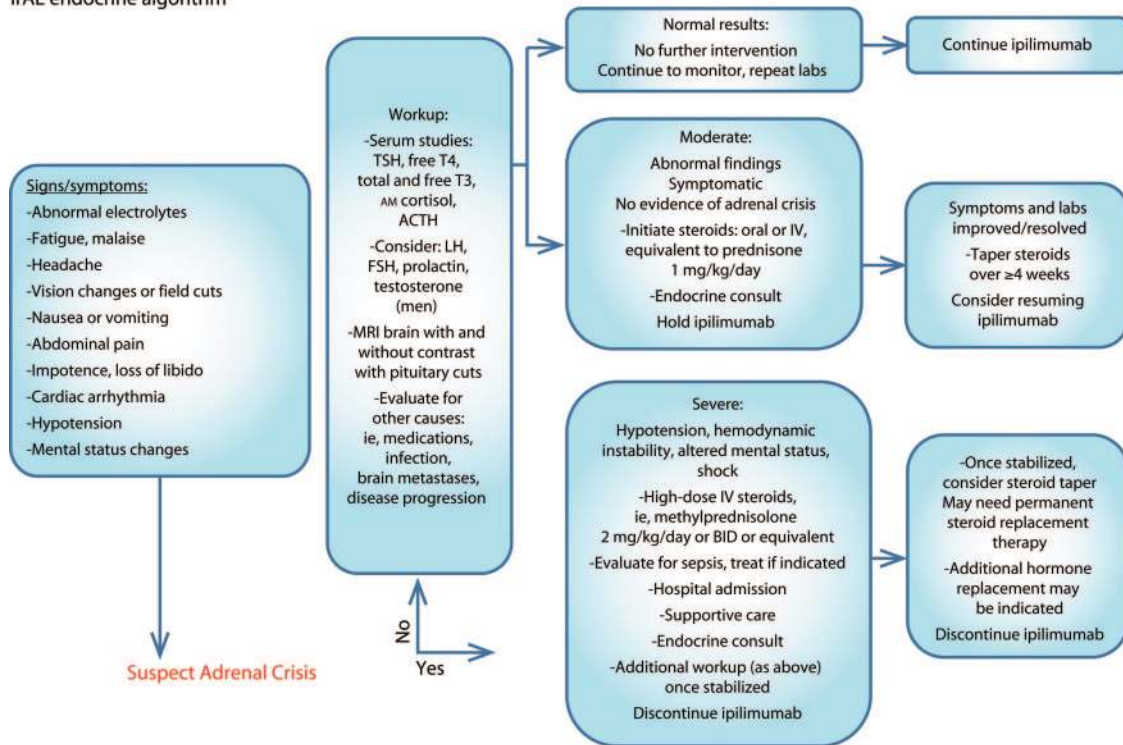 irAE endocrine algorithm
Signs/symptoms:
-Abnormal electrolytes
-Fatigue, malaise
-Headache
-Vision changes or field cuts
-Nausea or vomiting
-Abdominal pain
-Impotence, loss of libido
-Cardiac arrhythmia
-Hypotension
-Mental status changes
Suspect Adrenal Crisis
No
Yes
Workup:
-Serum studies:
TSH, free T4,
total and free T3,
AM cortisol,
ACTH
-Consider: LH,
FSH, prolactin,
testosterone
(men)
-MRI brain with and
without contrast
with pituitary cuts
-Evaluate for
other causes:
ie, medications,
infection,
brain metastases,
disease progression
Normal results:
No further intervention
Continue to monitor, repeat labs
Continue ipilimumab
Moderate:
Abnormal findings
Symptomatic
No evidence of adrenal crisis
-Initiate steroids: oral or IV,
equivalent to prednisone
1 mg/kg/day
-Endocrine consult
Hold ipilimumab
Symptoms and labs
improved/resolved
-Taper steroids
over ≥4 weeks
Consider resuming
ipilimumab
Severe:
Hypotension, hemodynamic
instability, altered mental status,
shock
-High-dose IV steroids,
ie, methylprednisolone
2 mg/kg/day or BID or equivalent
-Evaluate for sepsis, treat if indicated
-Hospital admission
-Supportive care
-Endocrine consult
-Additional workup (as above)
once stabilized
Discontinue ipilimumab
-Once stabilized,
consider steroid taper
May need permanent
steroid replacement
therapy
-Additional hormone
replacement may
be indicated
Discontinue ipilimumab